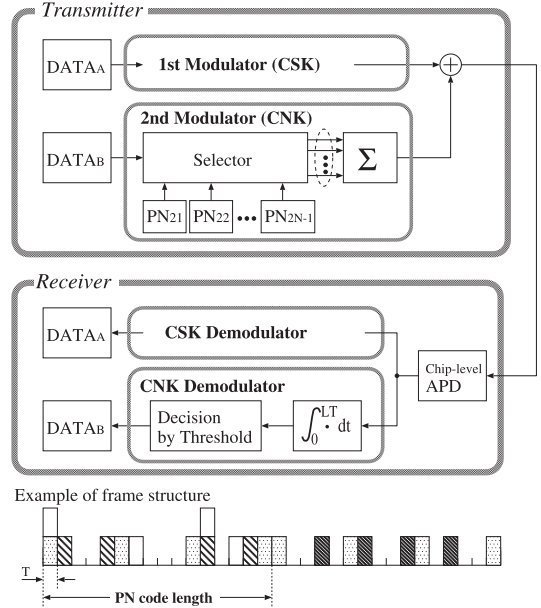 Transmitter
DATAA
1st Modulator (CSK)
+
2nd Modulator (CNK)
DATAB
Selector
Σ
PN21 PN22 ••• PN2N-1
Receiver
DATAA
CSK Demodulator
Chip-level
APD
CNK Demodulator
DATAB
Decision
by Threshold
∫0LT · dt
Example of frame structure
T
PN code length